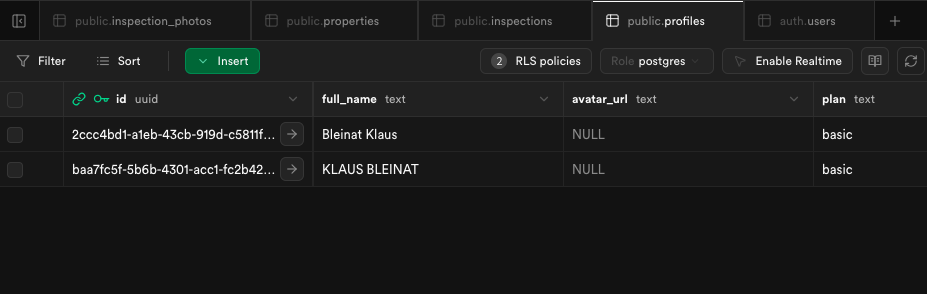 public.inspection_photos public.properties public.inspections public.profiles auth.users +
Filter Sort Insert 2 RLS policies Role postgres Enable Realtime
id uuid full_name text avatar_url text plan text
2ccc4bd1-a1eb-43cb-919d-c5811f... Bleinat Klaus NULL basic
baa7fc5f-5b6b-4301-acc1-fc2b42... KLAUS BLEINAT NULL basic